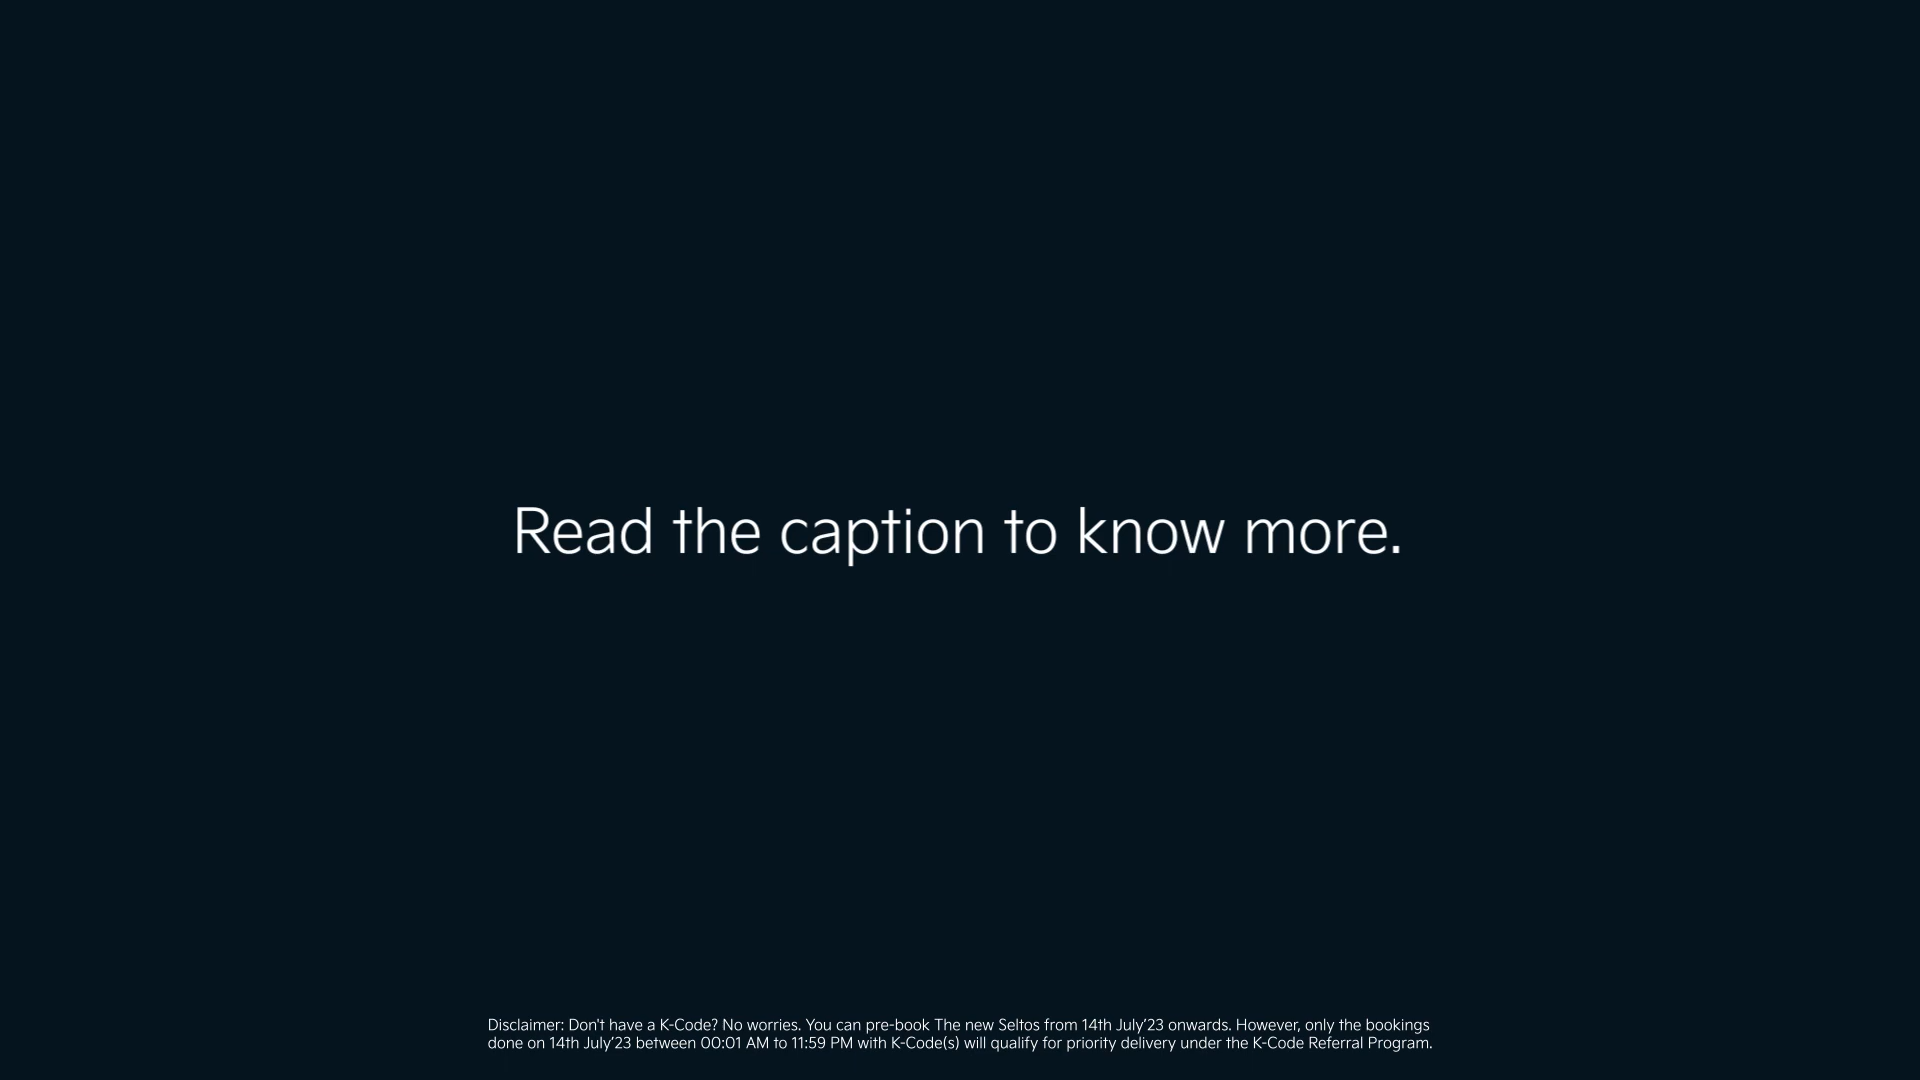 Read the caption to know more.
Disclaimer: Don't have a K-Code? No worries. You can pre-book The new Seltos from 14th July'23 onwards. However, only the bookings
done on 14th July'23 between 00:01 AM to 11:59 PM with K-Code(s) will qualify for priority delivery under the K-Code Referral Program.